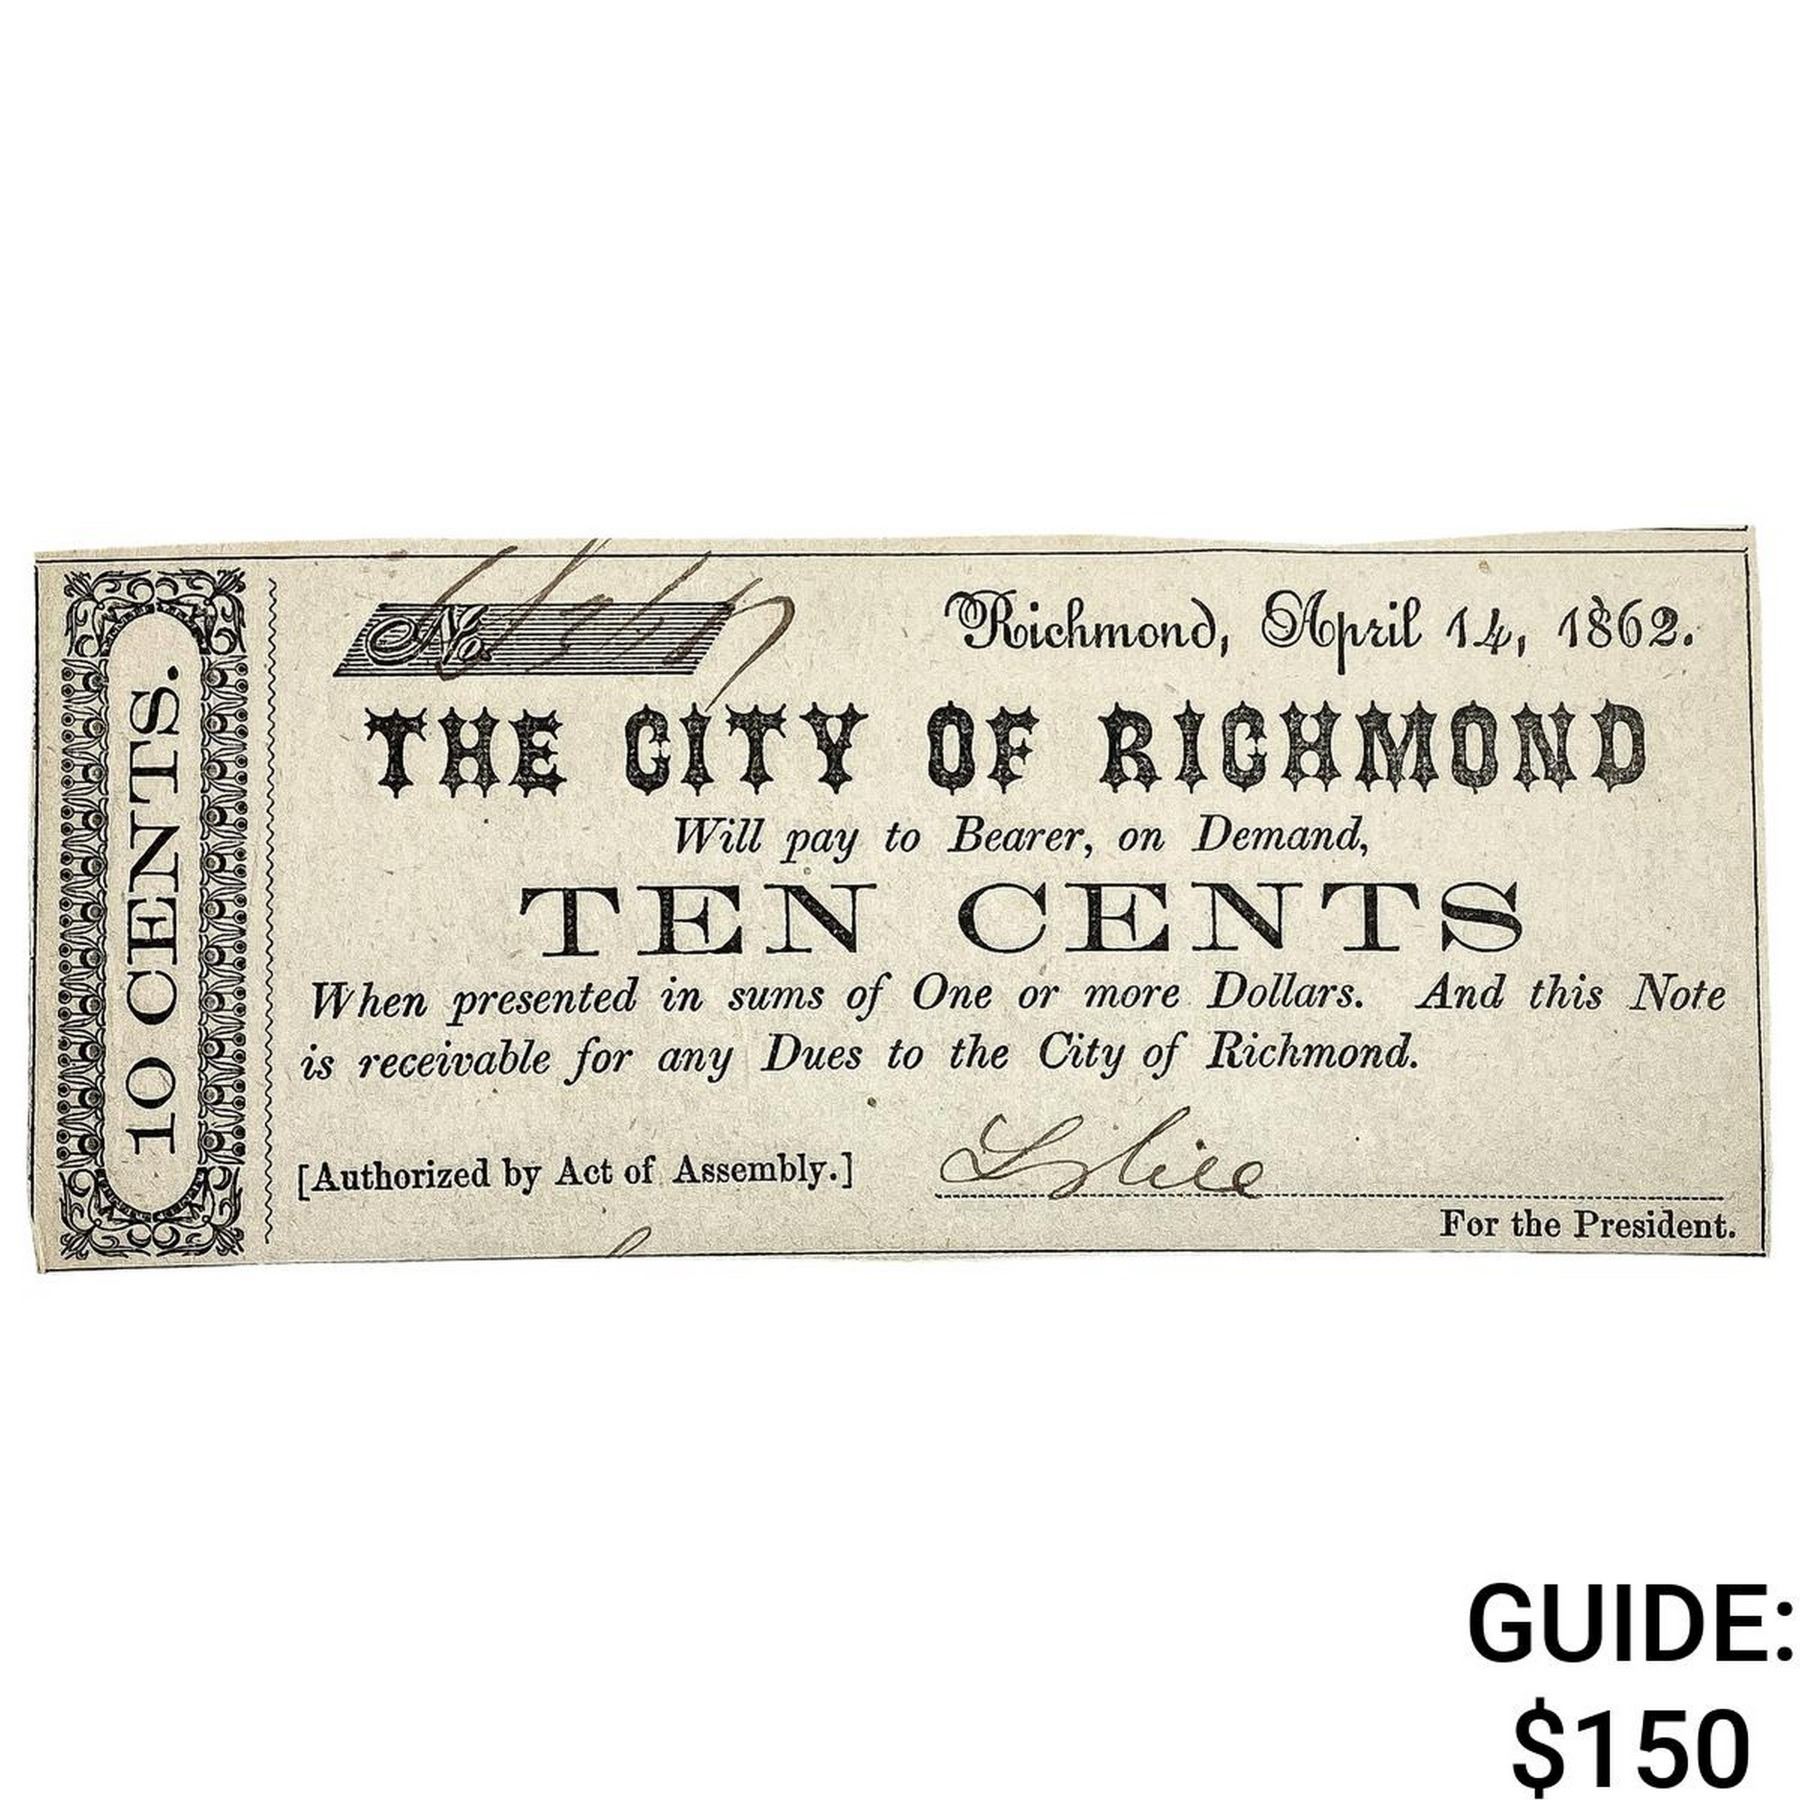 10 CENTS.
No.
Richmond, April 14, 1862.
THE CITY OF RICHMOND
Will pay to Bearer, on Demand,
TEN CENTS
When presented in sums of One or more Dollars. And this Note
is receivable for any Dues to the City of Richmond.
[Authorized by Act of Assembly.]
For the President.
GUIDE:
$150